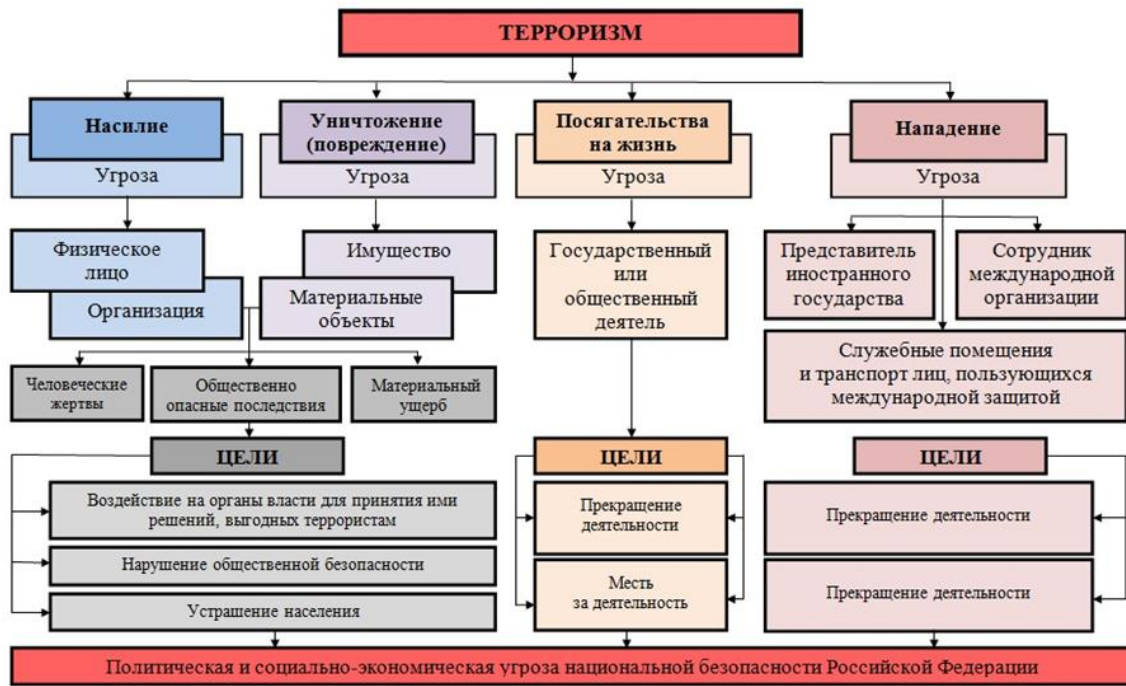 ТЕРРОРИЗМ
Насилие
Угроза
Уничтожение
(повреждение)
Угроза
Посягательства
на жизнь
Угроза
Нападение
Угроза
Физическое
лицо
Организация
Имущество
Материальные
объекты
Государственный
или
общественный
деятель
Представитель
иностранного
государства
Сотрудник
международной
организации
Служебные помещения
и транспорт лиц, пользующихся
международной защитой
Человеческие
жертвы
Общественно
опасные последствия
Материальный
ущерб
ЦЕЛИ
Воздействие на органы власти для принятия ими
решений, выгодных террористам
Нарушение общественной безопасности
Устрашение населения
ЦЕЛИ
Прекращение
деятельности
Месть
за деятельность
ЦЕЛИ
Прекращение деятельности
Прекращение деятельности
Политическая и социально-экономическая угроза национальной безопасности Российской Федерации